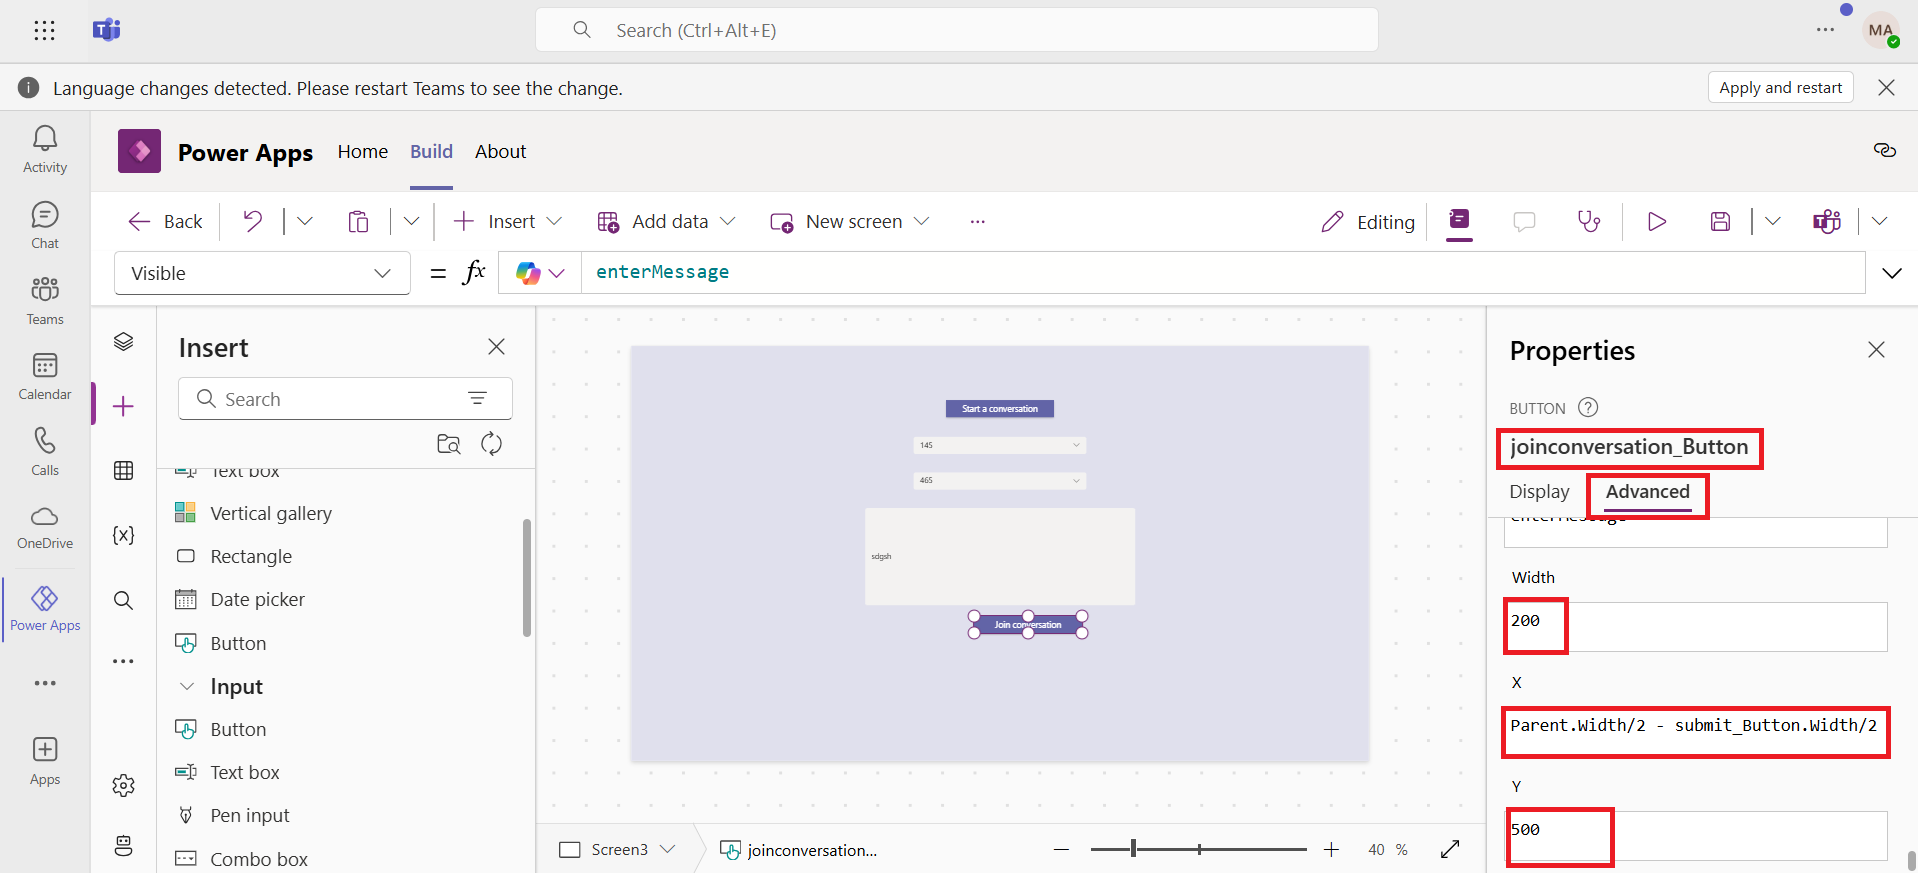 Search (Ctrl+Alt+E)
MA
Language changes detected. Please restart Teams to see the change.
Apply and restart
Activity
Chat
Teams
Calendar
Calls
OneDrive
Power Apps
Apps
Power Apps
Home
Build
About
Back
Insert
Add data
New screen
Editing
Visible
= fx
enterMessage
Insert
Search
Text box
Vertical gallery
Rectangle
Date picker
Button
Input
Button
Text box
Pen input
Combo box
Start a conversation
145
465
sdgsh
Join conversation
Screen3
joinconversation...
40 %
Properties
BUTTON
joinconversation_Button
Display
Advanced
enterMessage
Width
200
X
Parent.Width/2 - submit_Button.Width/2
Y
500